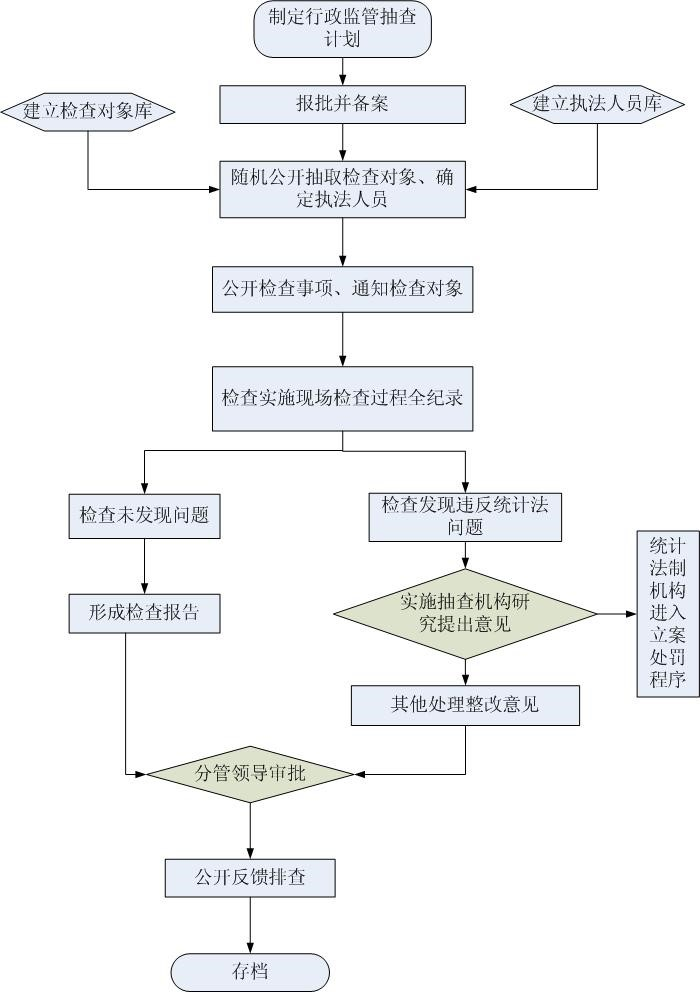 制定行政监管抽查
计划
报批并备案
建立检查对象库
建立执法人员库
随机公开抽取检查对象、确
定执法人员
公开检查事项、通知检查对象
检查实施现场检查过程全纪录
检查未发现问题
检查发现违反统计法
问题
形成检查报告
实施抽查机构研
究提出意见
统计
法制
机构
进入
立案
处罚
程序
其他处理整改意见
分管领导审批
公开反馈排查
存档